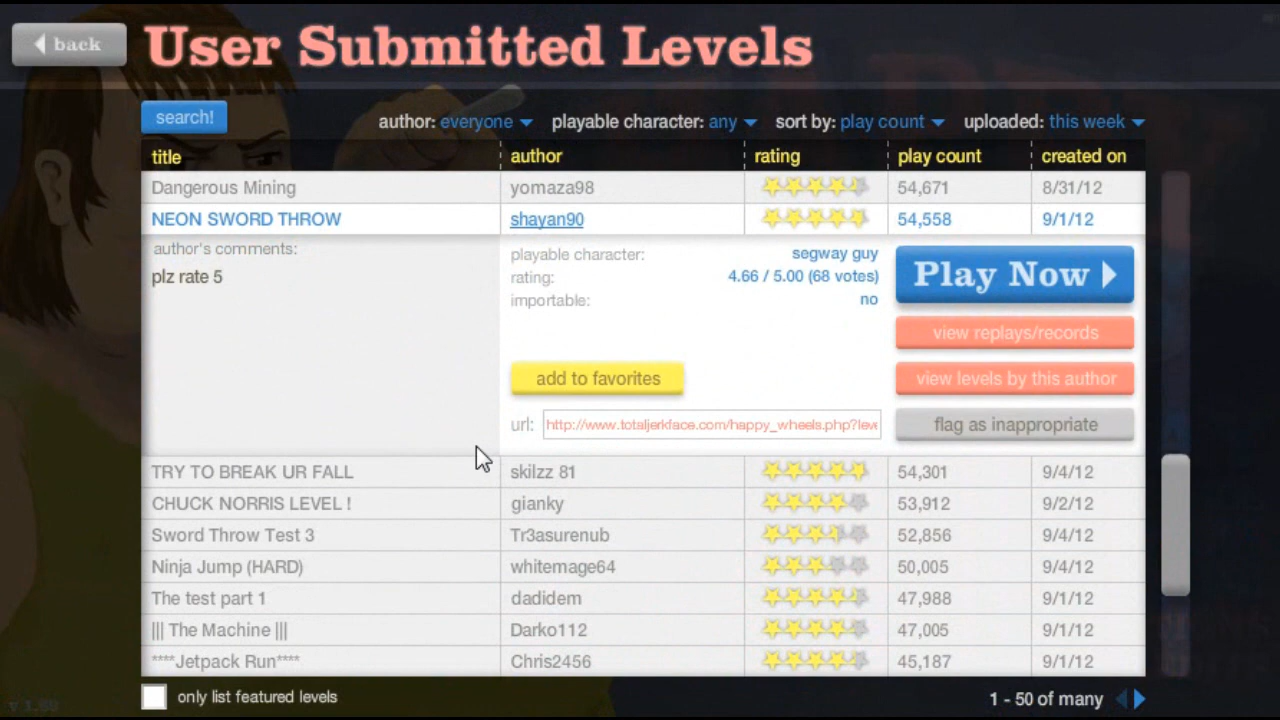 back
User Submitted Levels
search!
author: everyone playable character: any sort by: play count uploaded: this week
title author rating play count created on
Dangerous Mining yomaza98 54,671 8/31/12
NEON SWORD THROW shayan90 54,558 9/1/12
author's comments:
plz rate 5
playable character: segway guy
rating: 4.66 / 5.00 (68 votes)
importable: no
Play Now
view replays/records
add to favorites
view levels by this author
url: http://www.totaljerkface.com/happy_wheels.php?leve
flag as inappropriate
TRY TO BREAK UR FALL skilzz 81 54,301 9/4/12
CHUCK NORRIS LEVEL ! gianky 53,912 9/2/12
Sword Throw Test 3 Tr3asurenub 52,856 9/4/12
Ninja Jump (HARD) whitemage64 50,005 9/4/12
The test part 1 dadidem 47,988 9/1/12
||| The Machine ||| Darko112 47,005 9/1/12
****Jetpack Run**** Chris2456 45,187 9/1/12
only list featured levels
1 - 50 of many